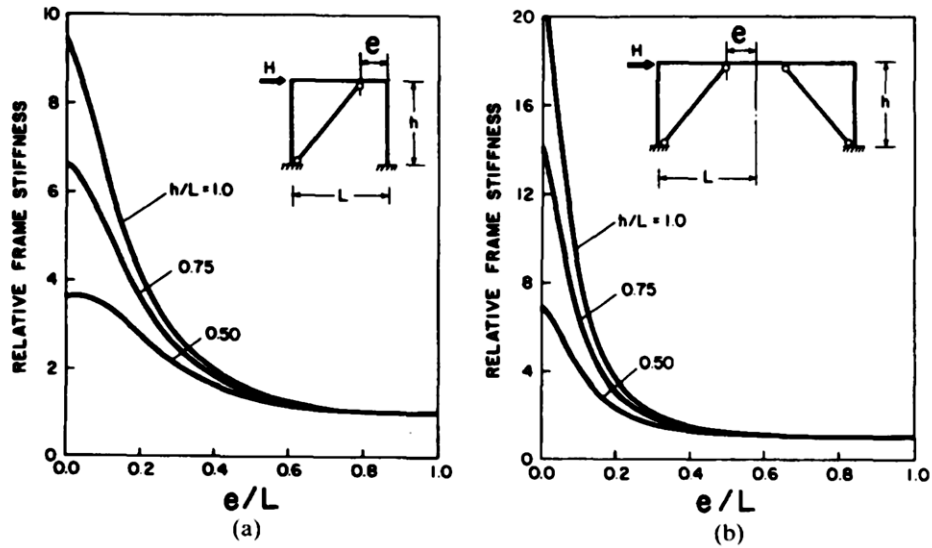 RELATIVE FRAME STIFFNESS
10
8
6
4
2
0
0.0
0.2
0.4
0.6
0.8
1.0
e/L
(a)
h/L = 1.0
0.75
0.50
H
e
h
L
RELATIVE FRAME STIFFNESS
20
16
12
8
4
0
0.0
0.2
0.4
0.6
0.8
1.0
e/L
(b)
h/L = 1.0
0.75
0.50
H
e
h
L